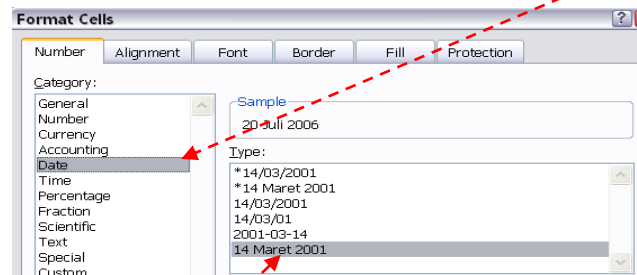 Format Cells
Number Alignment Font Border Fill Protection
Category:
General
Number
Currency
Accounting
Date
Time
Percentage
Fraction
Scientific
Text
Special
Custom
Sample
20 Juli 2006
Type:
*14/03/2001
*14 Maret 2001
14/03/2001
14/03/01
2001-03-14
14 Maret 2001